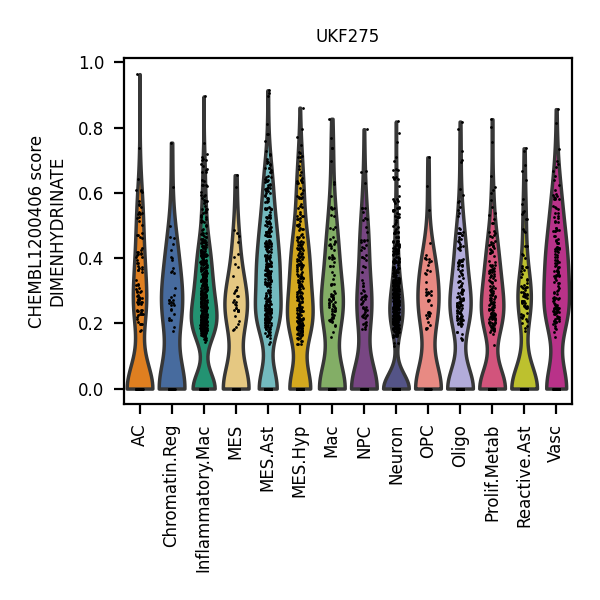 UKF275
CHEMBL1200406 score
DIMENHYDRINATE
1.0
0.8
0.6
0.4
0.2
0.0
AC
Chromatin.Reg
Inflammatory.Mac
MES
MES.Ast
MES.Hyp
Mac
NPC
Neuron
OPC
Oligo
Prolif.Metab
Reactive.Ast
Vasc